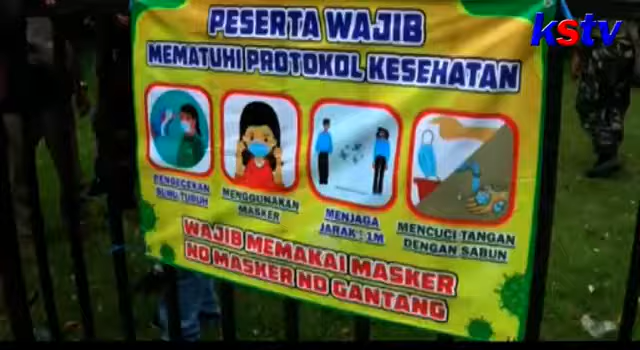 kstv
PESERTA WAJIB
MEMATUHI PROTOKOL KESEHATAN
PENGECEKAN
SUHU TUBUH
MENGGUNAKAN
MASKER
MENJAGA
JARAK : 1M
MENCUCI TANGAN
DENGAN SABUN
WAJIB MEMAKAI MASKER
NO MASKER NO GANTANG